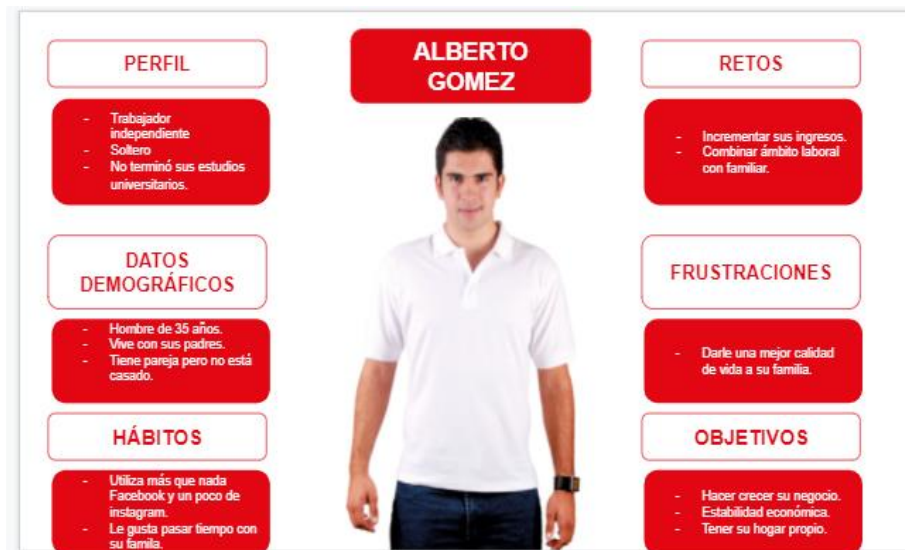 ALBERTO
GOMEZ
PERFIL
- Trabajador
independiente
- Soltero
- No terminó sus estudios
universitarios.
DATOS
DEMOGRÁFICOS
- Hombre de 35 años.
- Vive con sus padres.
- Tiene pareja pero no está
casado.
HÁBITOS
- Utiliza más que nada
Facebook y un poco de
instagram.
- Le gusta pasar tiempo con
su famila.
RETOS
- Incrementar sus ingresos.
- Combinar ámbito laboral
con familiar.
FRUSTRACIONES
- Darle una mejor calidad
de vida a su familia.
OBJETIVOS
- Hacer crecer su negocio.
- Estabilidad económica.
- Tener su hogar propio.